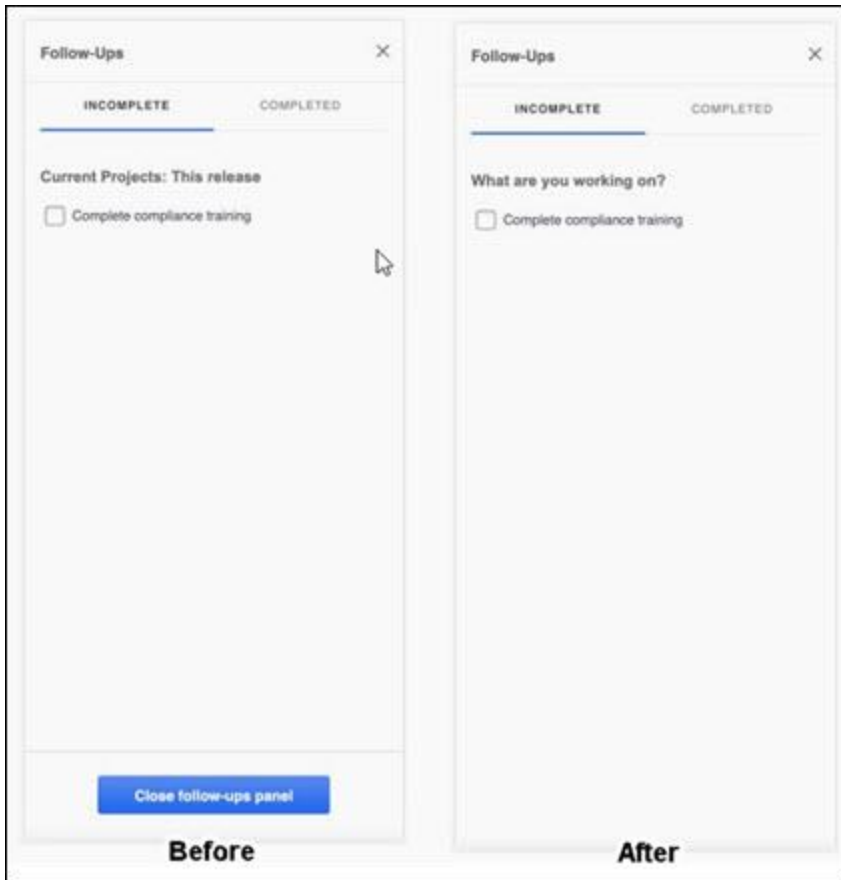 Follow-Ups
INCOMPLETE COMPLETED
Current Projects: This release
Complete compliance training
Close follow-ups panel
Before
Follow-Ups
INCOMPLETE COMPLETED
What are you working on?
Complete compliance training
After